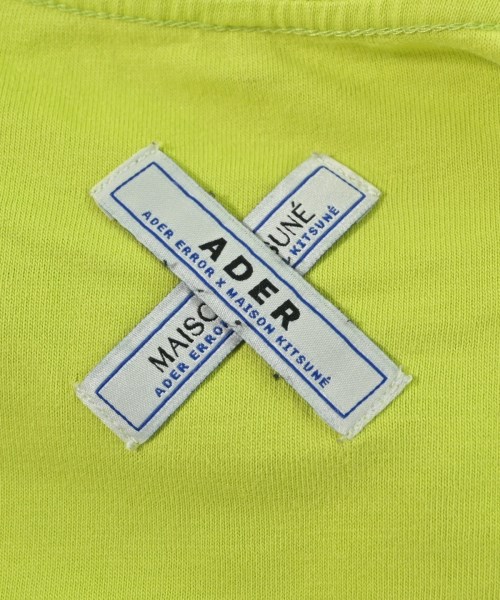 ADER
ADER ERROR X MAISON KITSUNÉ
MAISO SUNÉ
ADER ERRO KITSUNÉ